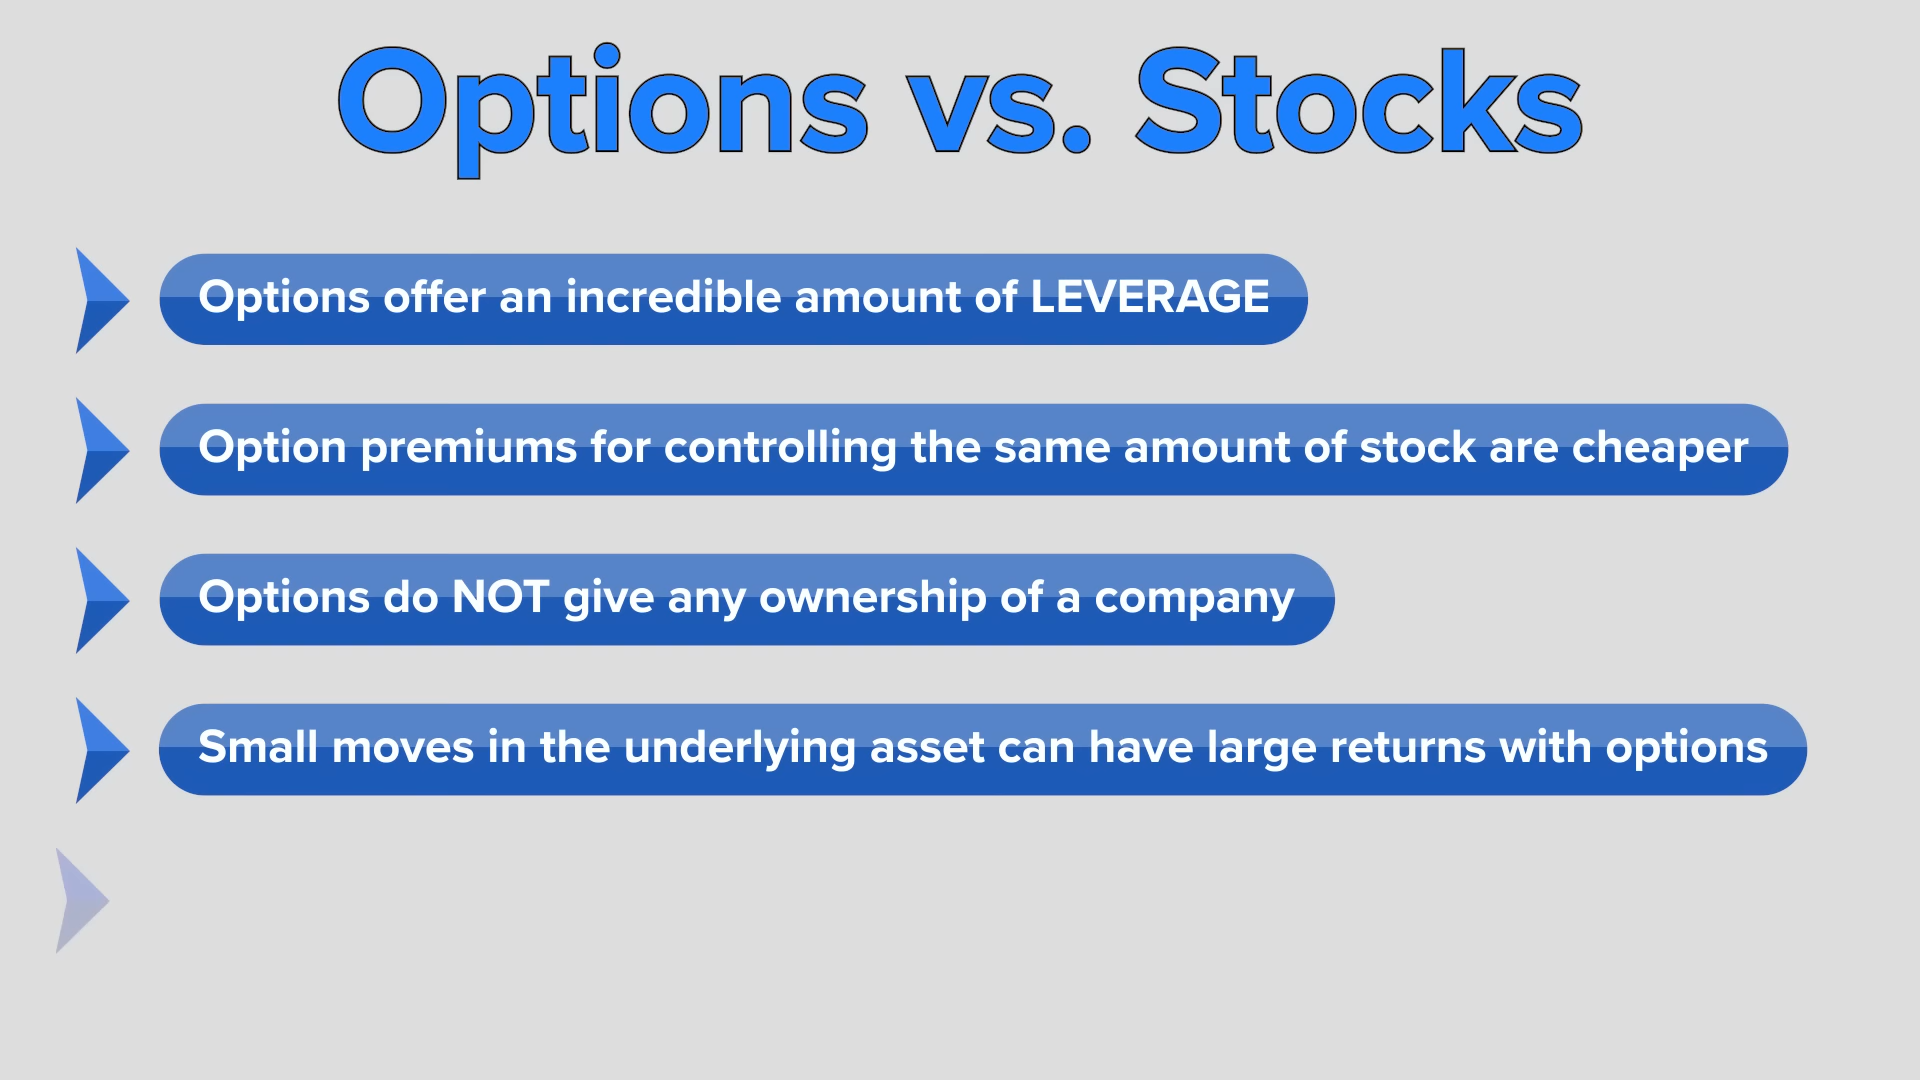 Options vs. Stocks
Options offer an incredible amount of LEVERAGE
Option premiums for controlling the same amount of stock are cheaper
Options do NOT give any ownership of a company
Small moves in the underlying asset can have large returns with options